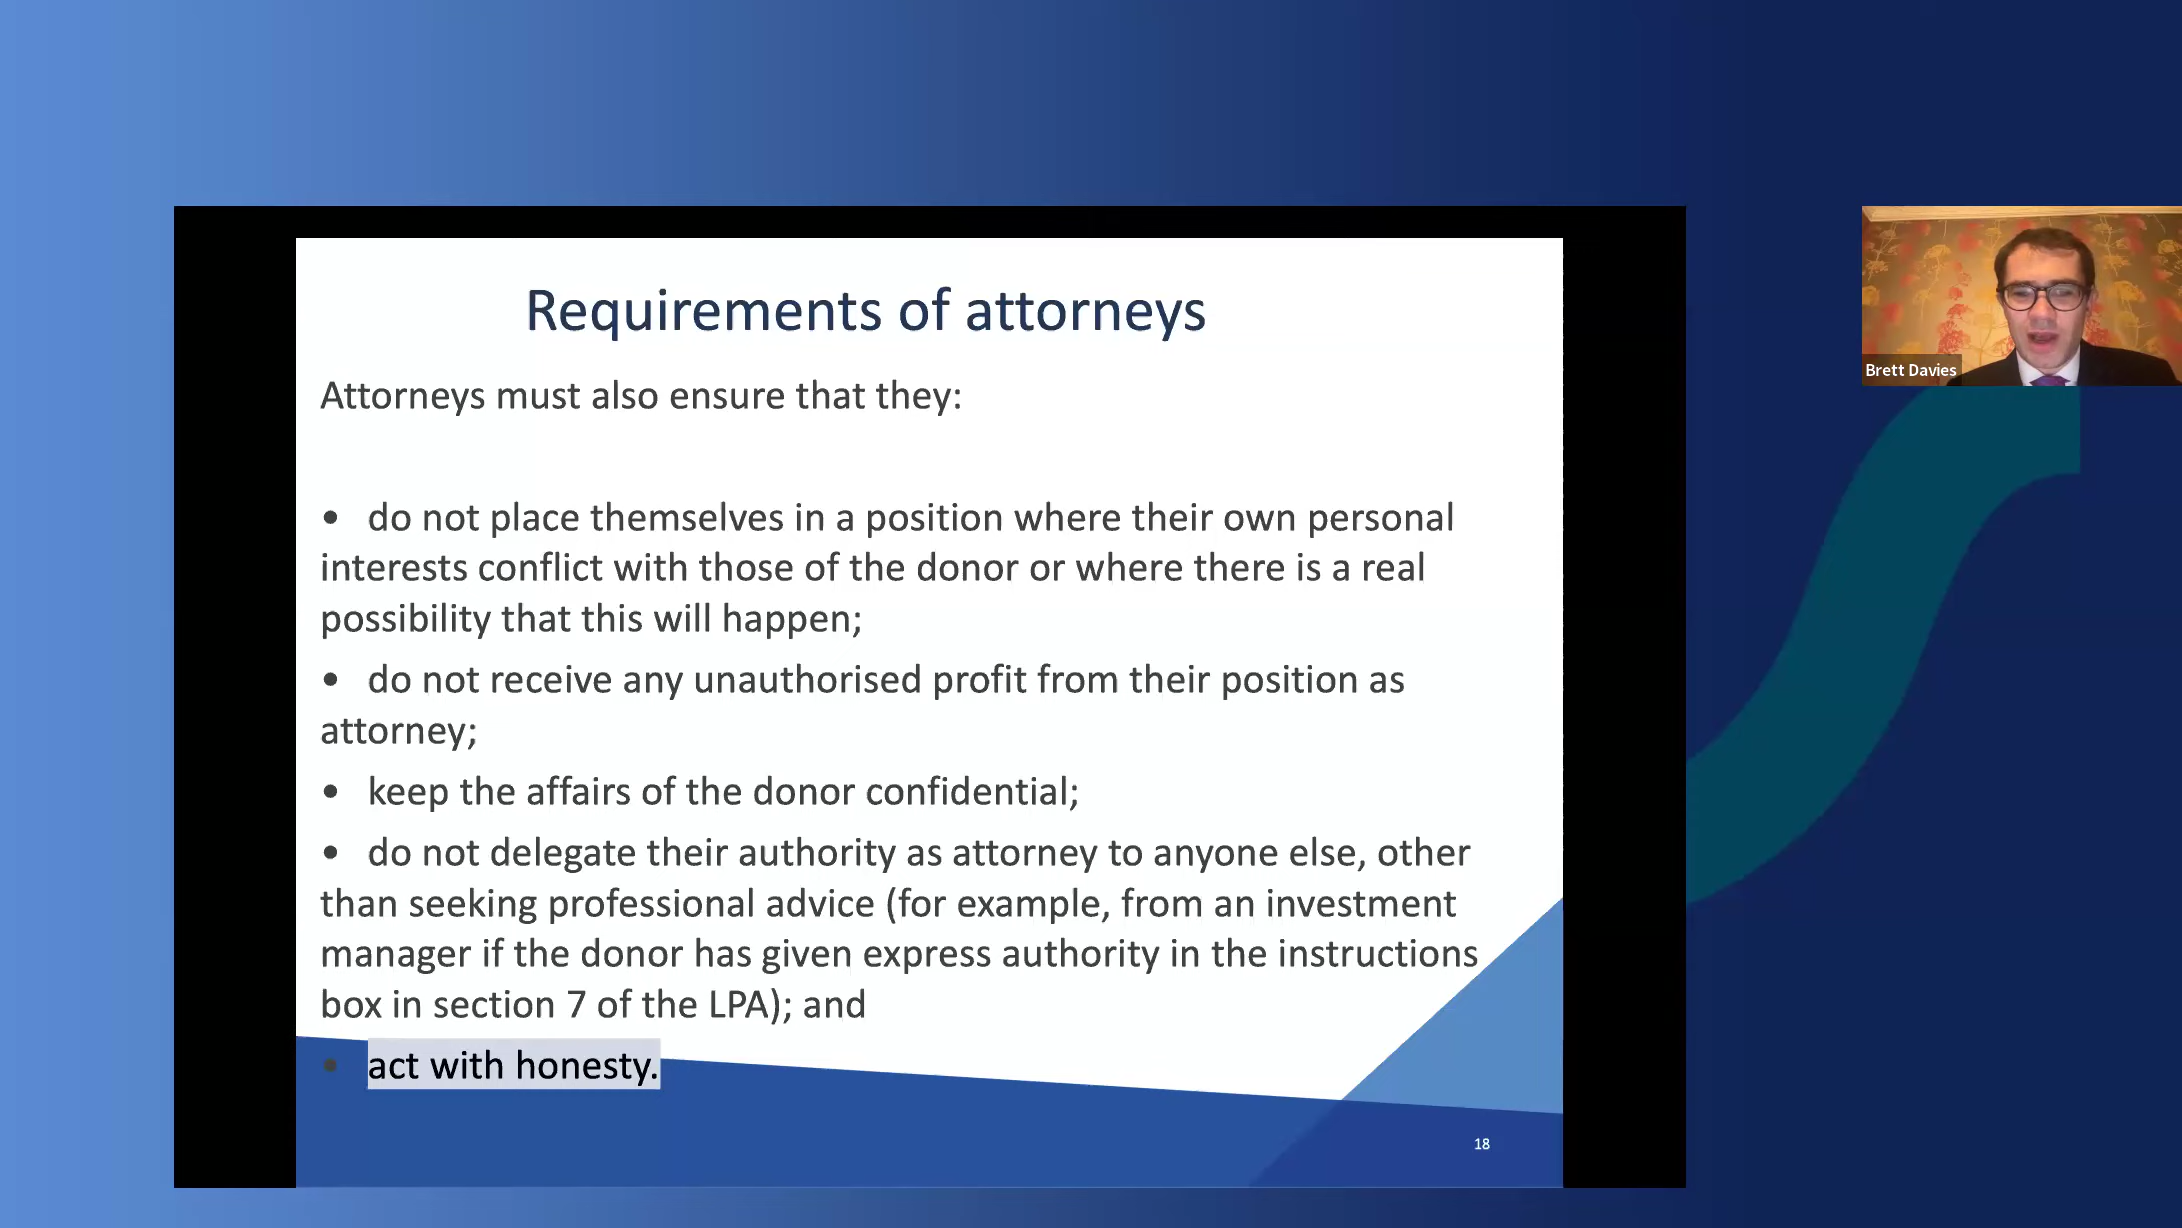 Requirements of attorneys
Attorneys must also ensure that they:
• do not place themselves in a position where their own personal
interests conflict with those of the donor or where there is a real
possibility that this will happen;
• do not receive any unauthorised profit from their position as
attorney;
• keep the affairs of the donor confidential;
• do not delegate their authority as attorney to anyone else, other
than seeking professional advice (for example, from an investment
manager if the donor has given express authority in the instructions
box in section 7 of the LPA); and
• act with honesty.
18
Brett Davies